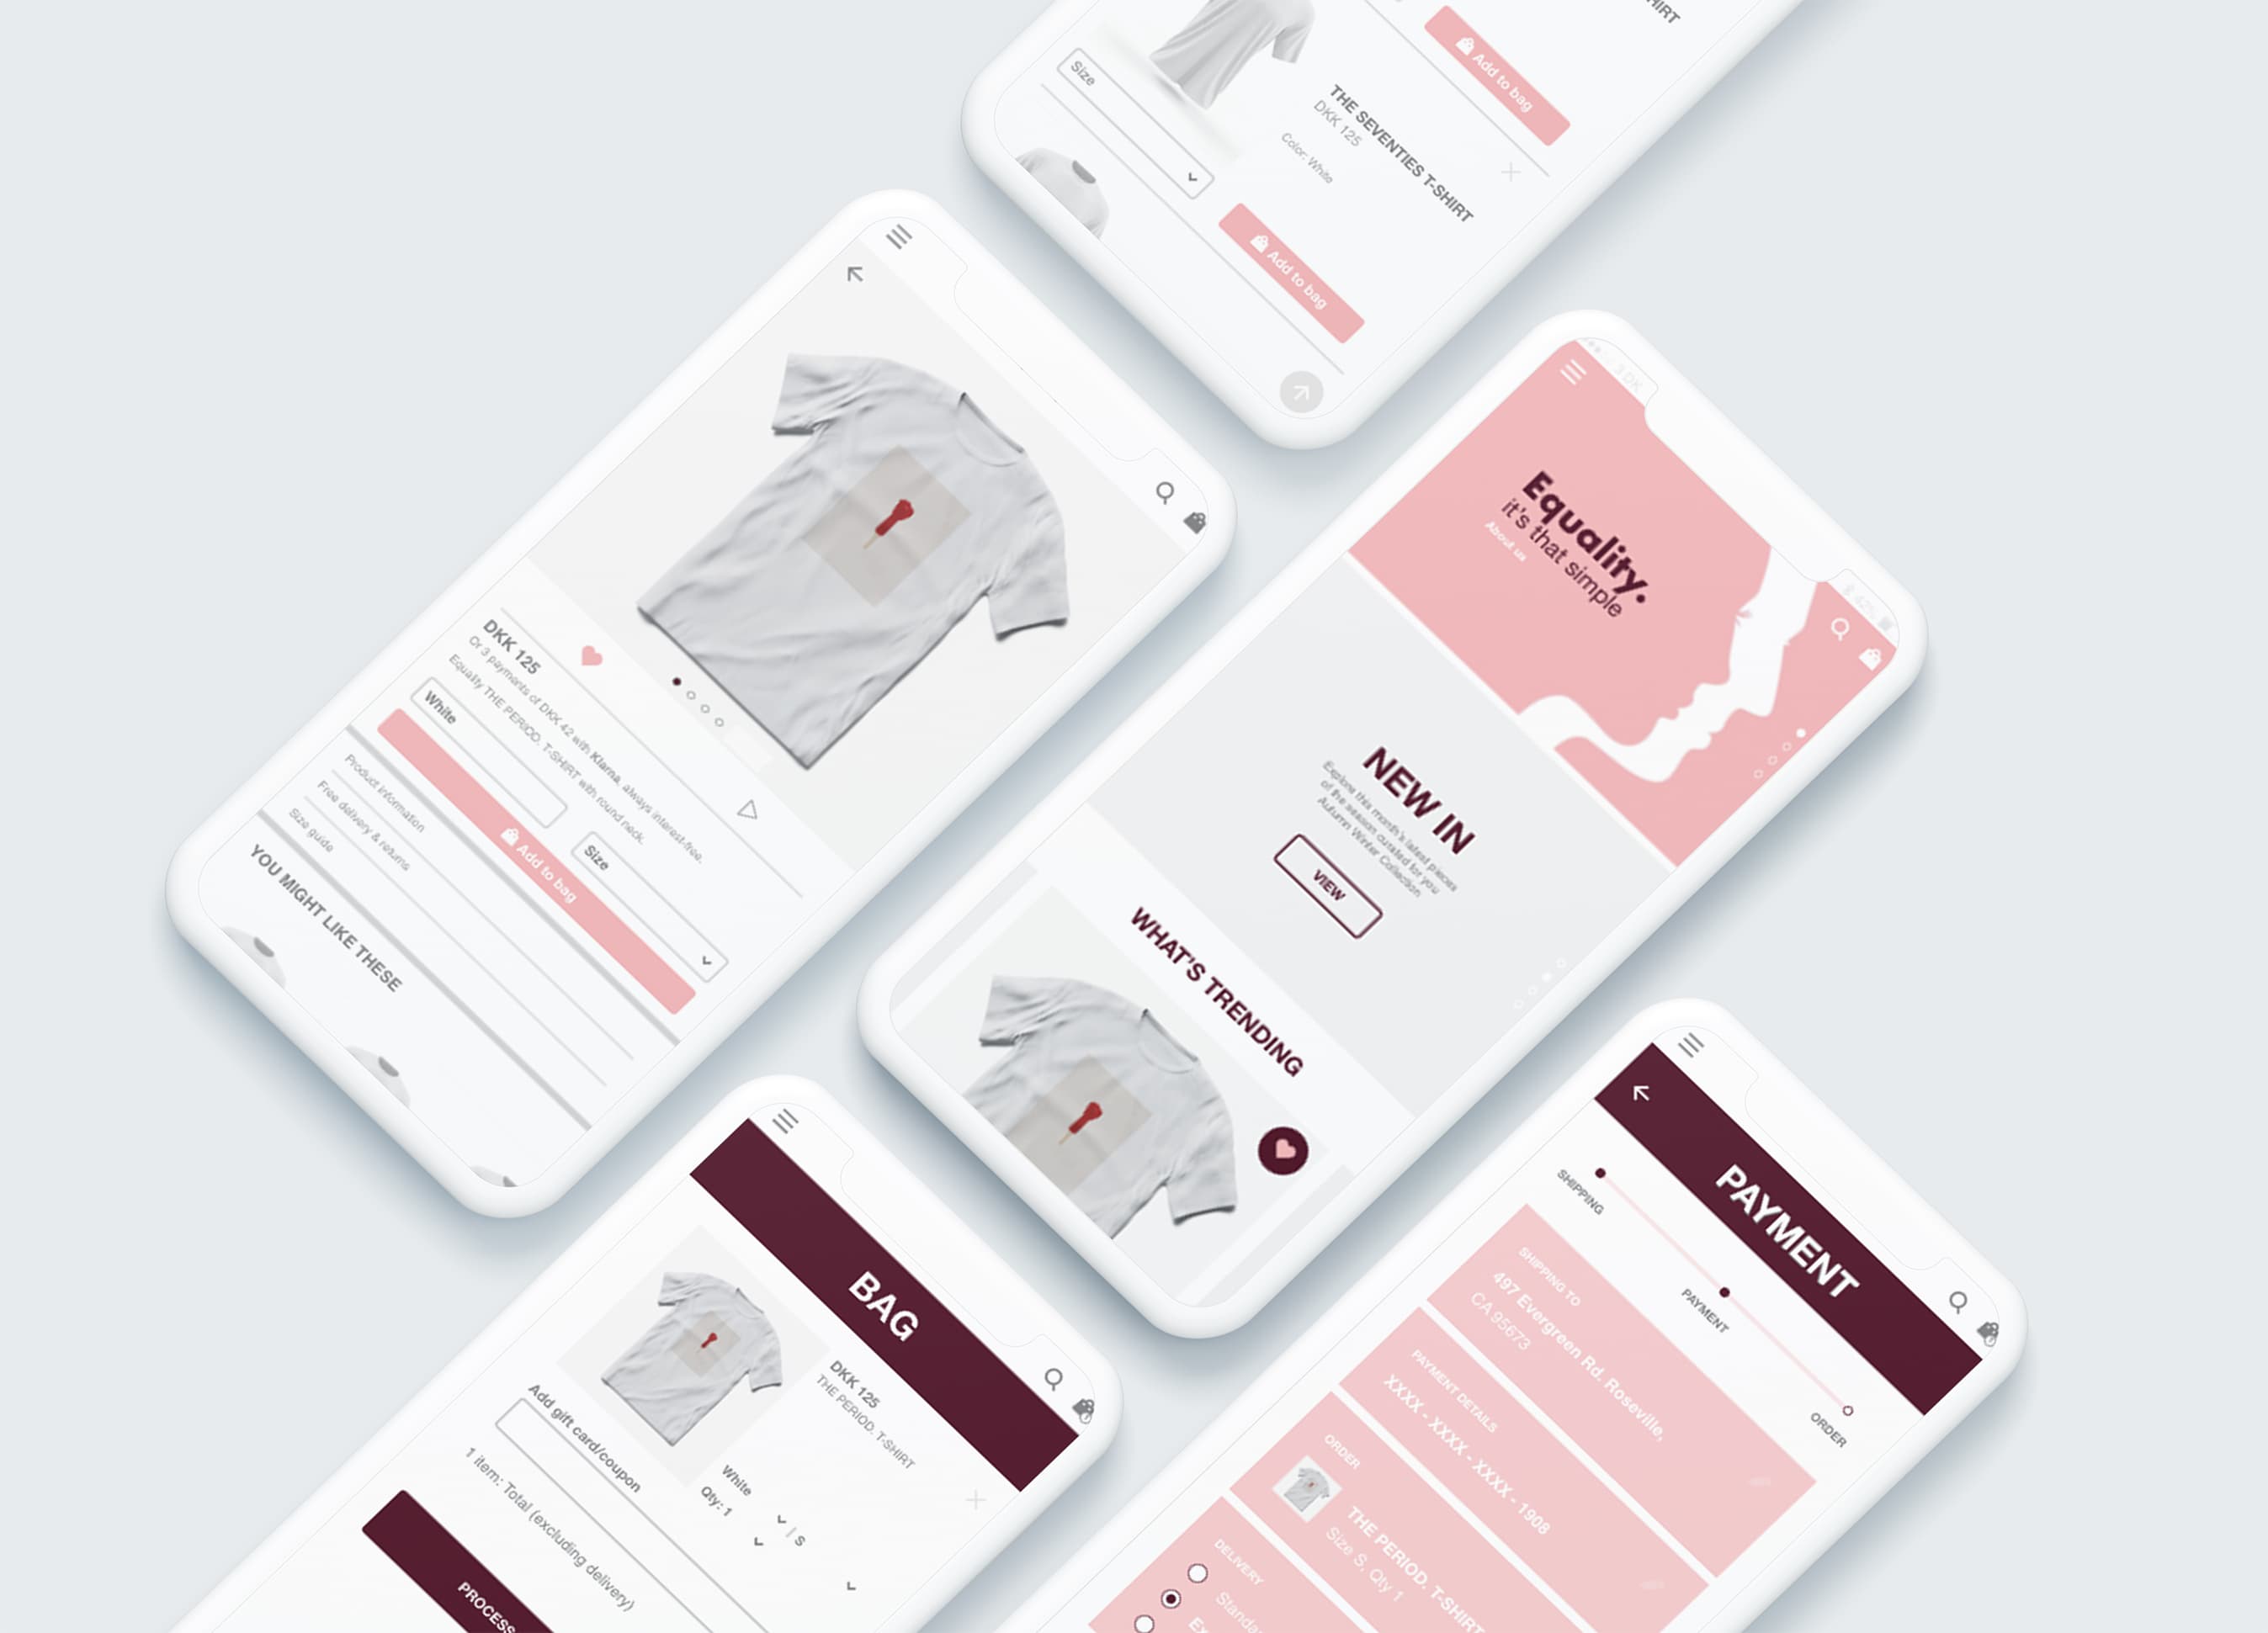 SHIRT
Add to bag
Size
THE SEVENTIES T-SHIRT
DKK 125
Color: White
Add to bag
DKK 125
Or 3 payments of DKK 42 with Klarna, always interest-free.
Equality THE PERIOD. T-SHIRT with round neck.
White
Size
Add to bag
Product information
Free delivery & returns
Size guide
YOU MIGHT LIKE THESE
3 DK
42%
Equality.
it's that simple
About us
NEW IN
Explore this month's latest pieces
of the season curated for you
Autumn Winter Collection
VIEW
WHAT'S TRENDING
BAG
DKK 125
THE PERIOD. T-SHIRT
White
S
Qty: 1
Add gift card/coupon
1 item: Total (excluding delivery)
PROCESS
PAYMENT
SHIPPING
PAYMENT
ORDER
SHIPPING TO
497 Evergreen Rd. Roseville,
CA 95673
PAYMENT DETAILS
XXXX - XXXX - XXXX - 1908
ORDER
THE PERIOD. T-SHIRT
Size S, Qty 1
DELIVERY
Standa
Ex